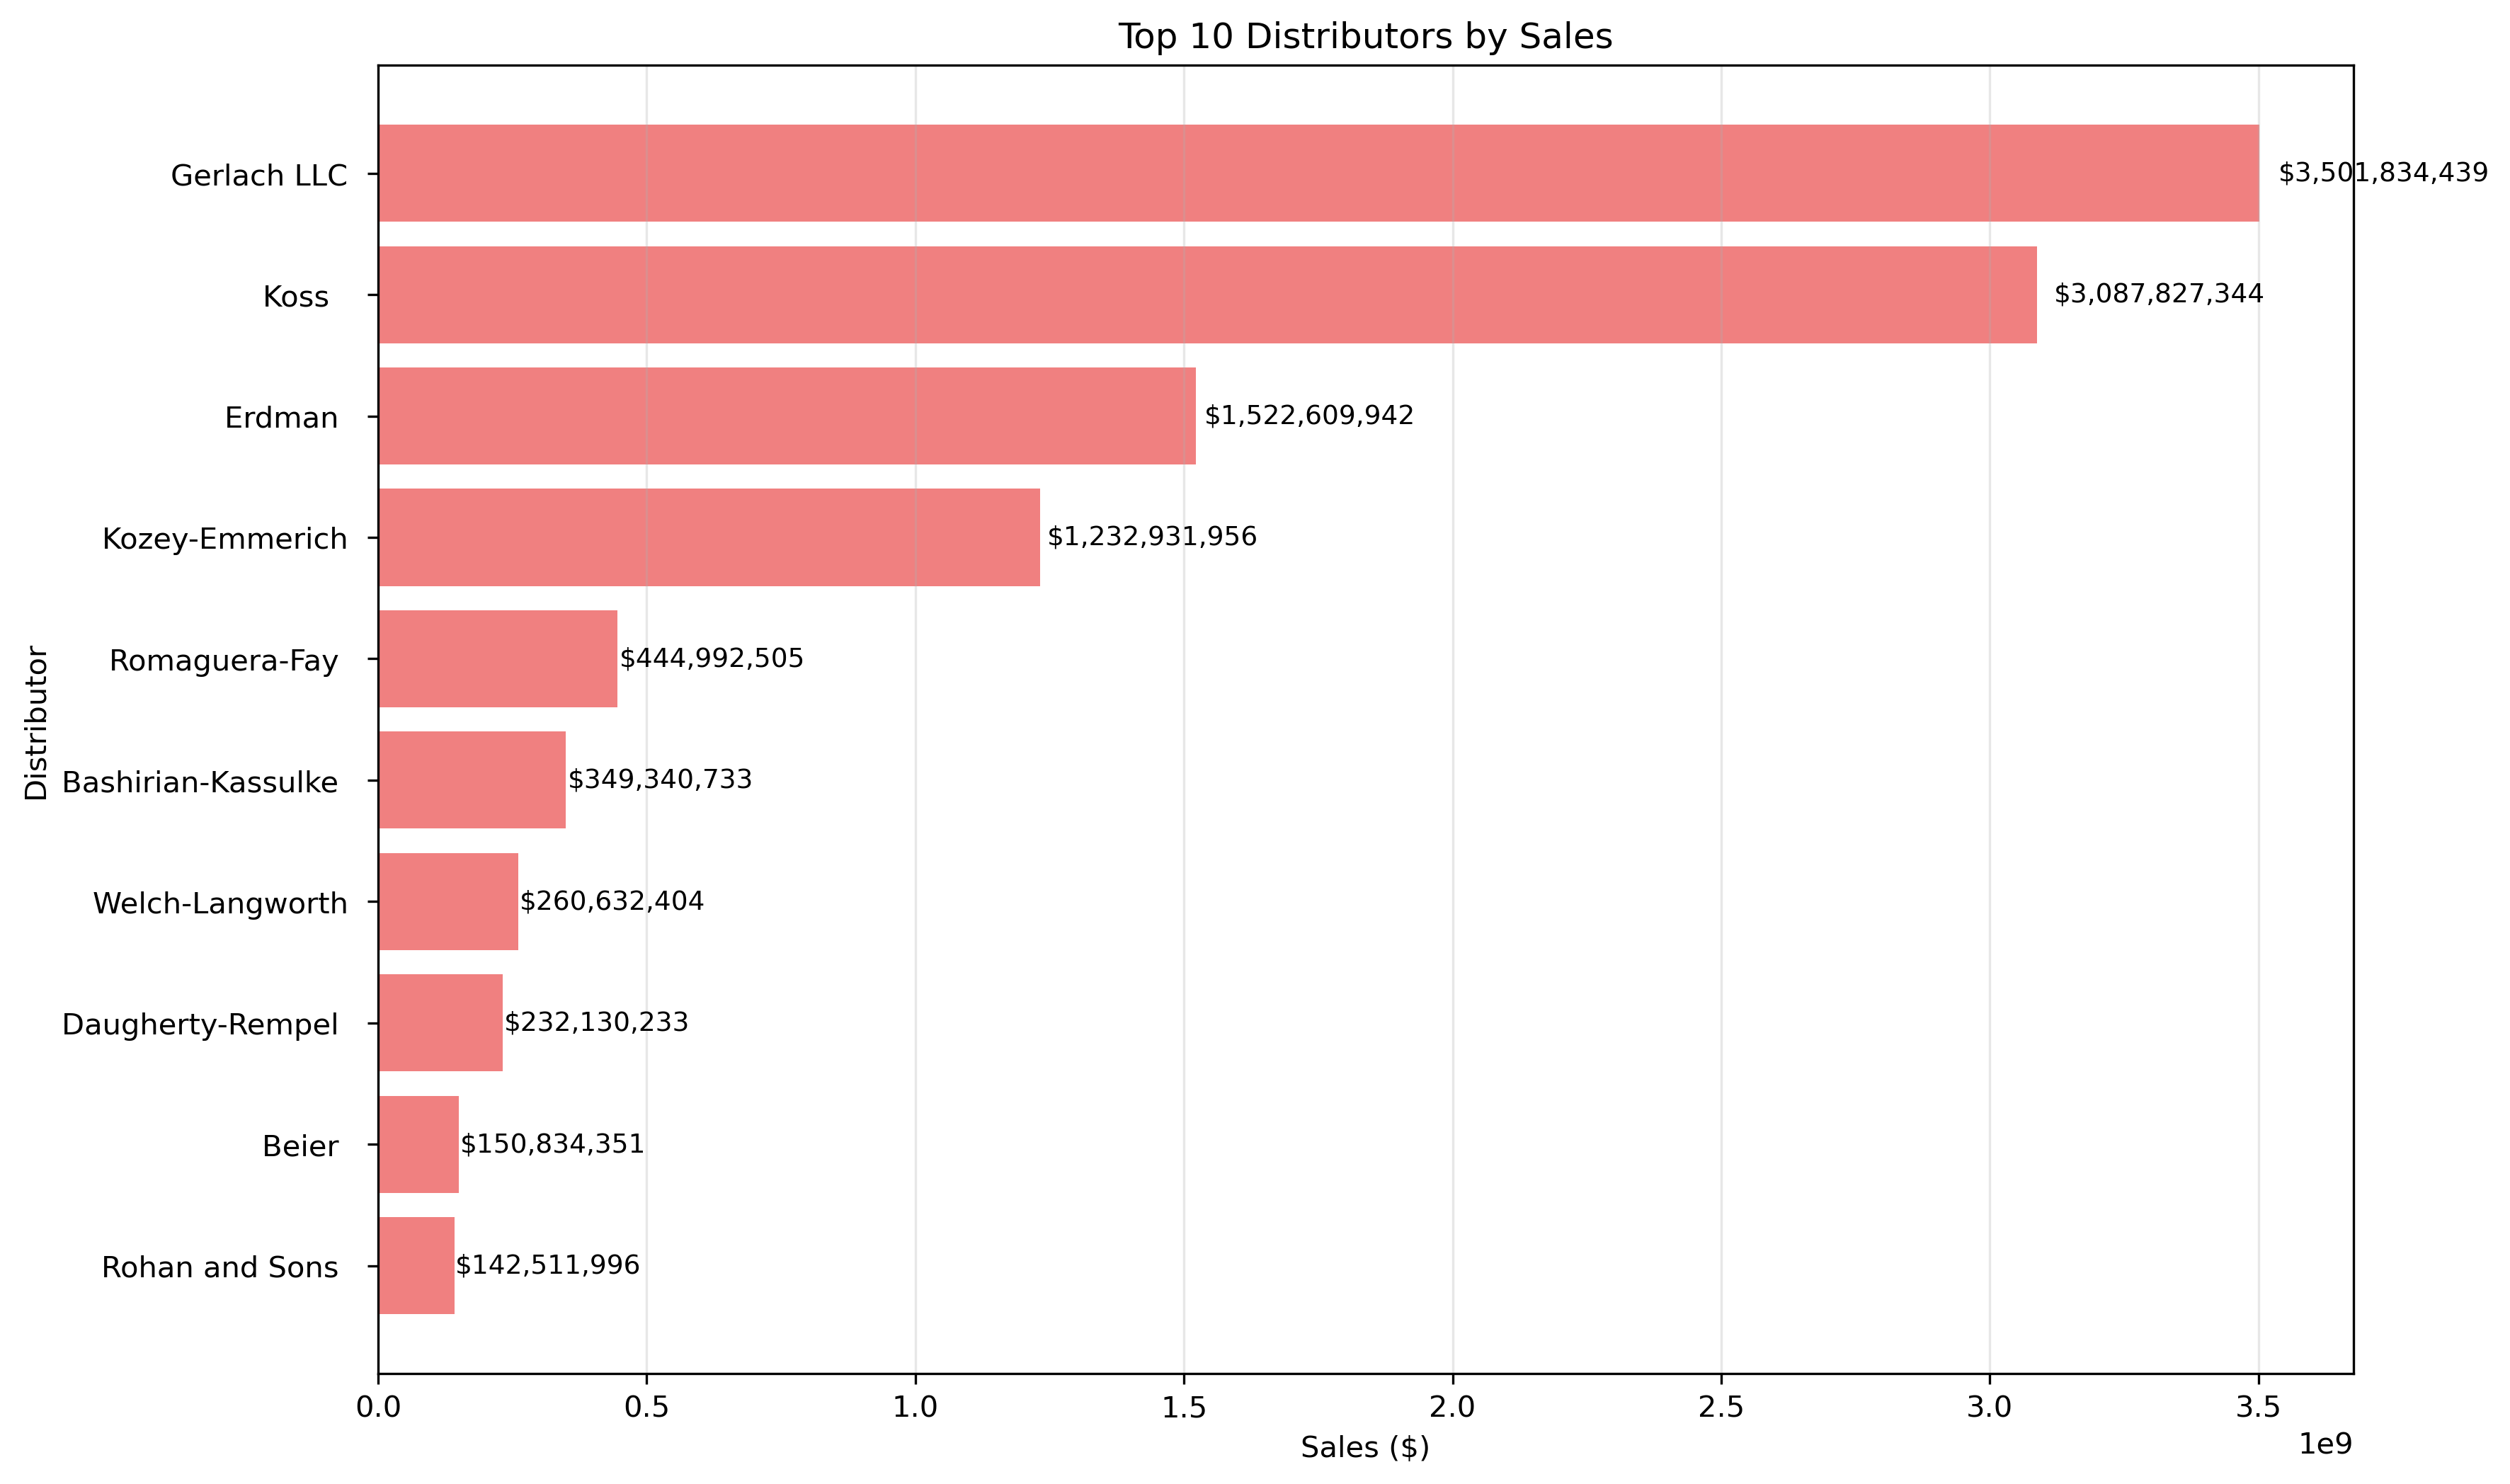 Top 10 Distributors by Sales
Gerlach LLC
$3,501,834,439
Koss
$3,087,827,344
Erdman
$1,522,609,942
Kozey-Emmerich
$1,232,931,956
Romaguera-Fay
$444,992,505
Bashirian-Kassulke
$349,340,733
Welch-Langworth
$260,632,404
Daugherty-Rempel
$232,130,233
Beier
$150,834,351
Rohan and Sons
$142,511,996
Distributor
0.0 0.5 1.0 1.5 2.0 2.5 3.0 3.5
1e9
Sales ($)